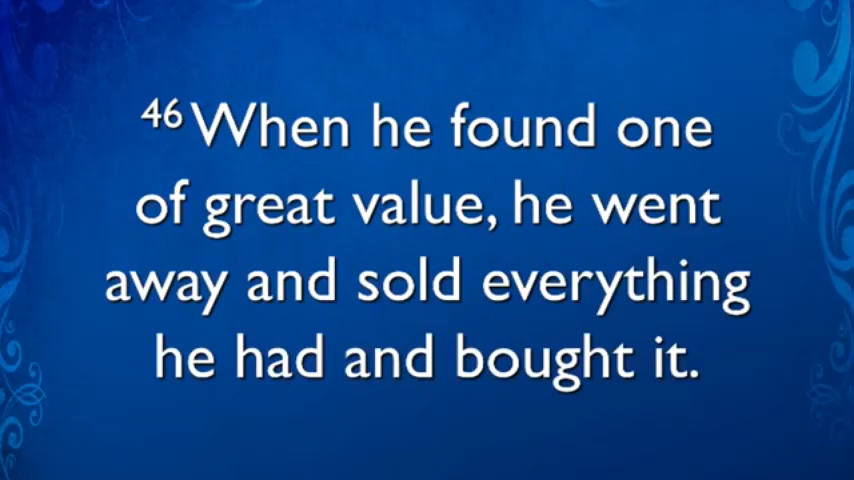 46 When he found one
of great value, he went
away and sold everything
he had and bought it.